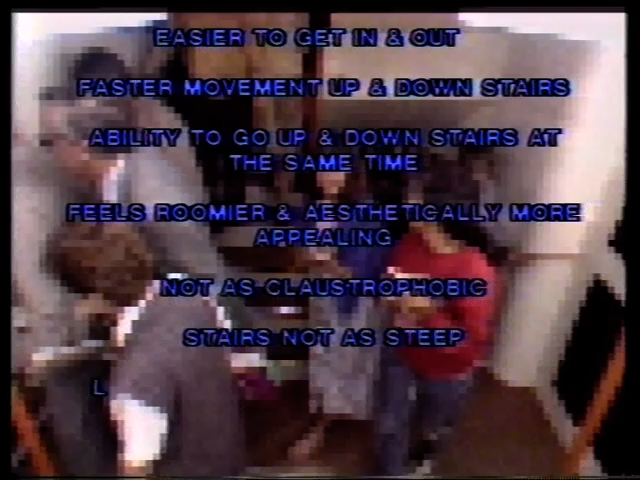 EASIER TO GET IN & OUT
FASTER MOVEMENT UP & DOWN STAIRS
ABILITY TO GO UP & DOWN STAIRS AT
THE SAME TIME
FEELS ROOMIER & AESTHETICALLY MORE
APPEALING
NOT AS CLAUSTROPHOBIC
STAIRS NOT AS STEEP
L